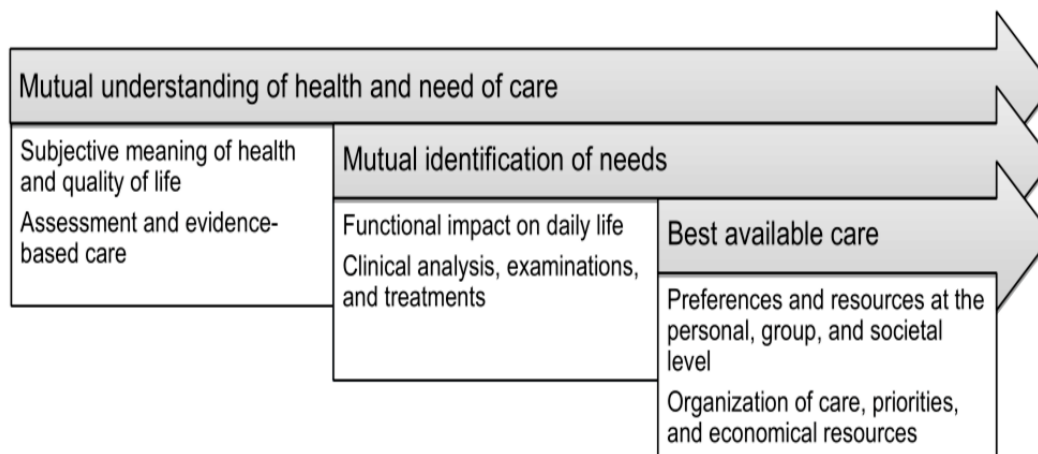 Mutual understanding of health and need of care
Subjective meaning of health
and quality of life
Assessment and evidence-
based care
Mutual identification of needs
Functional impact on daily life
Clinical analysis, examinations,
and treatments
Best available care
Preferences and resources at the
personal, group, and societal
level
Organization of care, priorities,
and economical resources